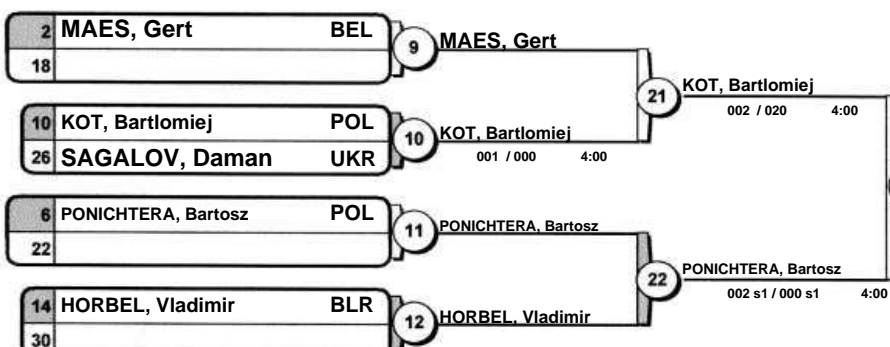 2 MAES, Gert BEL
18
9
MAES, Gert
10 KOT, Bartlomiej POL
26 SAGALOV, Daman UKR
10
KOT, Bartlomiej
001 / 000 4:00
21
KOT, Bartlomiej
002 / 020 4:00
6 PONICHTERA, Bartosz POL
22
11
PONICHTERA, Bartosz
14 HORBEL, Vladimir BLR
30
12
HORBEL, Vladimir
22
PONICHTERA, Bartosz
002 s1 / 000 s1 4:00